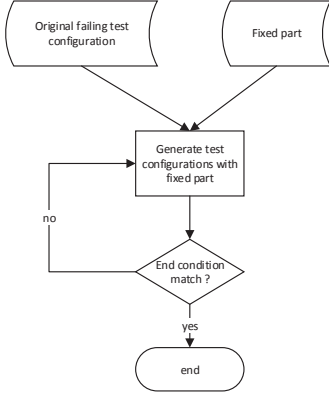 Original failing test
configuration
Fixed part
Generate test
configurations with
fixed part
no
End condition
match ?
yes
end